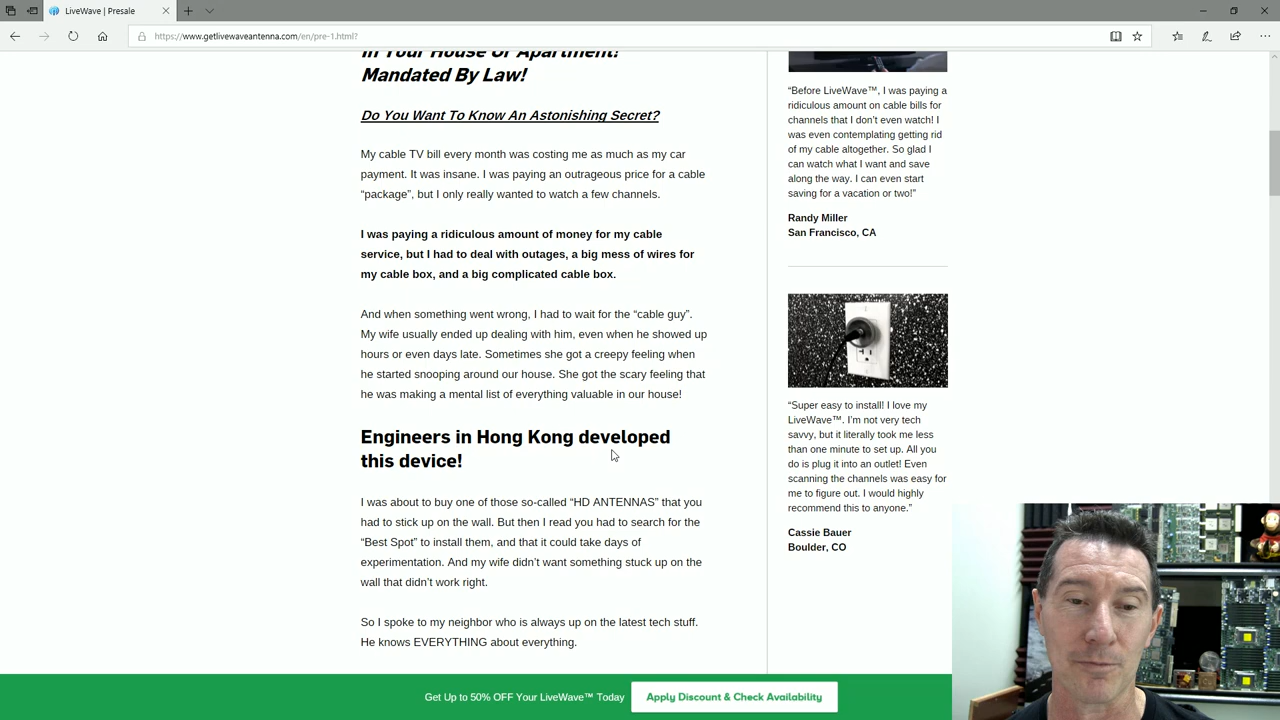 LiveWave | Presale
https://www.getlivewaveantenna.com/en/pre-1.html?
In Your House Or Apartment!
Mandated By Law!
Do You Want To Know An Astonishing Secret?
My cable TV bill every month was costing me as much as my car
payment. It was insane. I was paying an outrageous price for a cable
“package”, but I only really wanted to watch a few channels.
I was paying a ridiculous amount of money for my cable
service, but I had to deal with outages, a big mess of wires for
my cable box, and a big complicated cable box.
And when something went wrong, I had to wait for the “cable guy”.
My wife usually ended up dealing with him, even when he showed up
hours or even days late. Sometimes she got a creepy feeling when
he started snooping around our house. She got the scary feeling that
he was making a mental list of everything valuable in our house!
Engineers in Hong Kong developed
this device!
I was about to buy one of those so-called “HD ANTENNAS” that you
had to stick up on the wall. But then I read you had to search for the
“Best Spot” to install them, and that it could take days of
experimentation. And my wife didn’t want something stuck up on the
wall that didn’t work right.
So I spoke to my neighbor who is always up on the latest tech stuff.
He knows EVERYTHING about everything.
“Before LiveWave™, I was paying a
ridiculous amount on cable bills for
channels that I don’t even watch! I
was even contemplating getting rid
of my cable altogether. So glad I
can watch what I want and save
along the way. I can even start
saving for a vacation or two!”
Randy Miller
San Francisco, CA
“Super easy to install! I love my
LiveWave™. I’m not very tech
savvy, but it literally took me less
than one minute to set up. All you
do is plug it into an outlet! Even
scanning the channels was easy for
me to figure out. I would highly
recommend this to anyone.”
Cassie Bauer
Boulder, CO
Get Up to 50% OFF Your LiveWave™ Today
Apply Discount & Check Availability